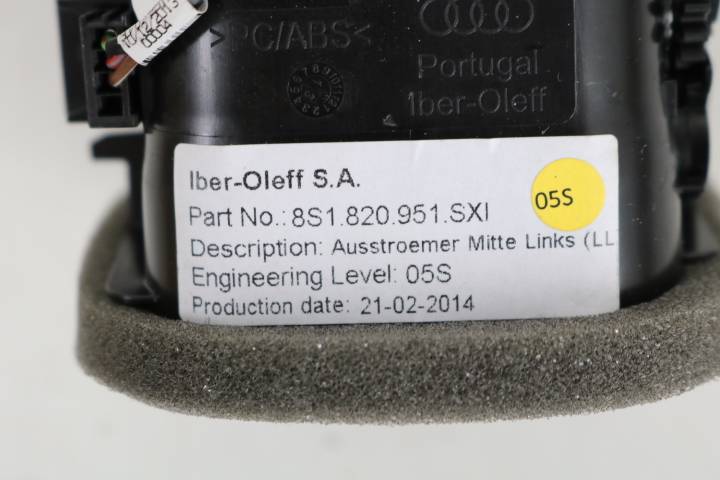 >PC/ABS<
Portugal
Iber-Oleff
Iber-Oleff S.A.
Part No.: 8S1.820.951.SXI
05S
Description: Ausstroemer Mitte Links (LL
Engineering Level: 05S
Production date: 21-02-2014